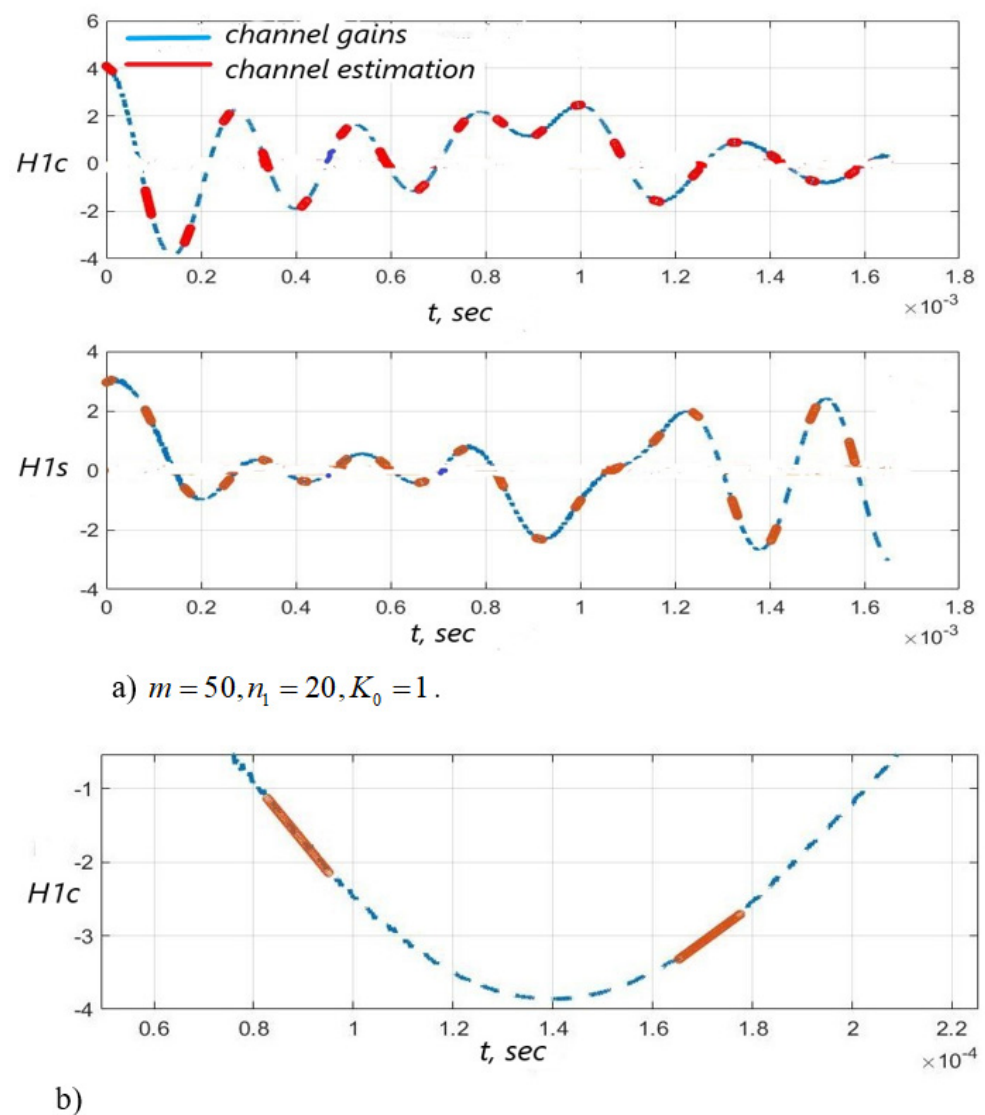 6
channel gains
4
channel estimation
2
H1c
0
-2
-4
0 0.2 0.4 0.6 0.8 1 1.2 1.4 1.6 1.8
t, sec
×10⁻³
4
2
H1s
0
-2
-4
0 0.2 0.4 0.6 0.8 1 1.2 1.4 1.6 1.8
t, sec
×10⁻³
a) m = 50, n₁ = 20, K₀ = 1.
-1
-2
H1c
-3
-4
0.6 0.8 1 1.2 1.4 1.6 1.8 2 2.2
t, sec
×10⁻⁴
b)